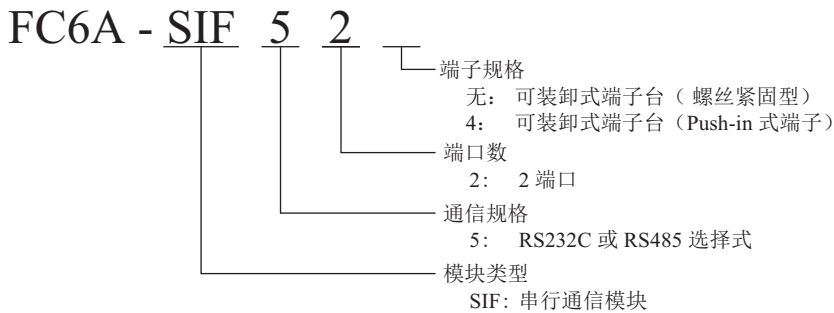 FC6A - SIF 5 2
端子规格
无： 可装卸式端子台（ 螺丝紧固型）
4： 可装卸式端子台（Push-in 式端子）
端口数
2： 2 端口
通信规格
5： RS232C 或 RS485 选择式
模块类型
SIF：串行通信模块